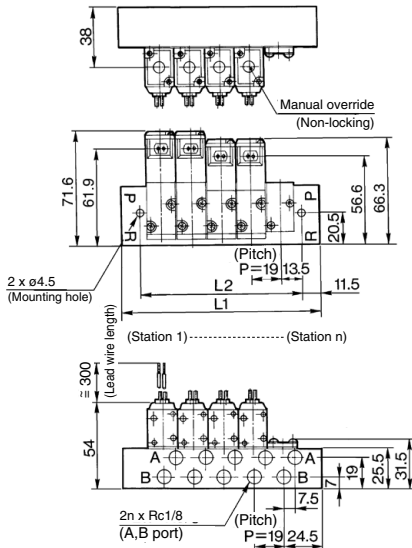 38
Manual override
(Non-locking)
71.6
61.9
P
R
P
R
20.5
56.6
66.3
(Pitch)
P=19 13.5
2 x ø4.5
(Mounting hole)
L2
11.5
L1
(Station 1) ---------------------- (Station n)
≈300
(Lead wire length)
54
A
A
B
B
7
19
25.5
31.5
7.5
2n x Rc1/8
(A,B port)
(Pitch)
P=19 24.5